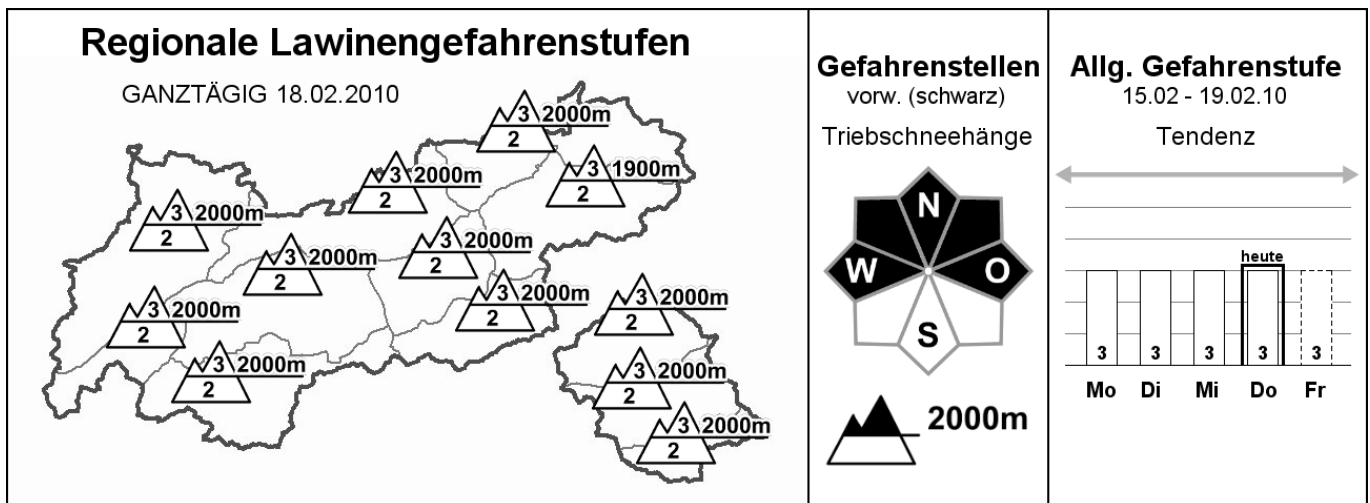 Regionale Lawinengefahrenstufen
GANZTÄGIG 18.02.2010
3 2000m
2
3 1900m
2
3 2000m
2
3 2000m
2
3 2000m
2
3 2000m
2
3 2000m
2
3 2000m
2
3 2000m
2
3 2000m
2
3 2000m
2
3 2000m
2
Gefahrenstellen
vorw. (schwarz)
Triebschneehänge
N
W O
S
2000m
Allg. Gefahrenstufe
15.02 - 19.02.10
Tendenz
heute
3 3 3 3 3
Mo Di Mi Do Fr